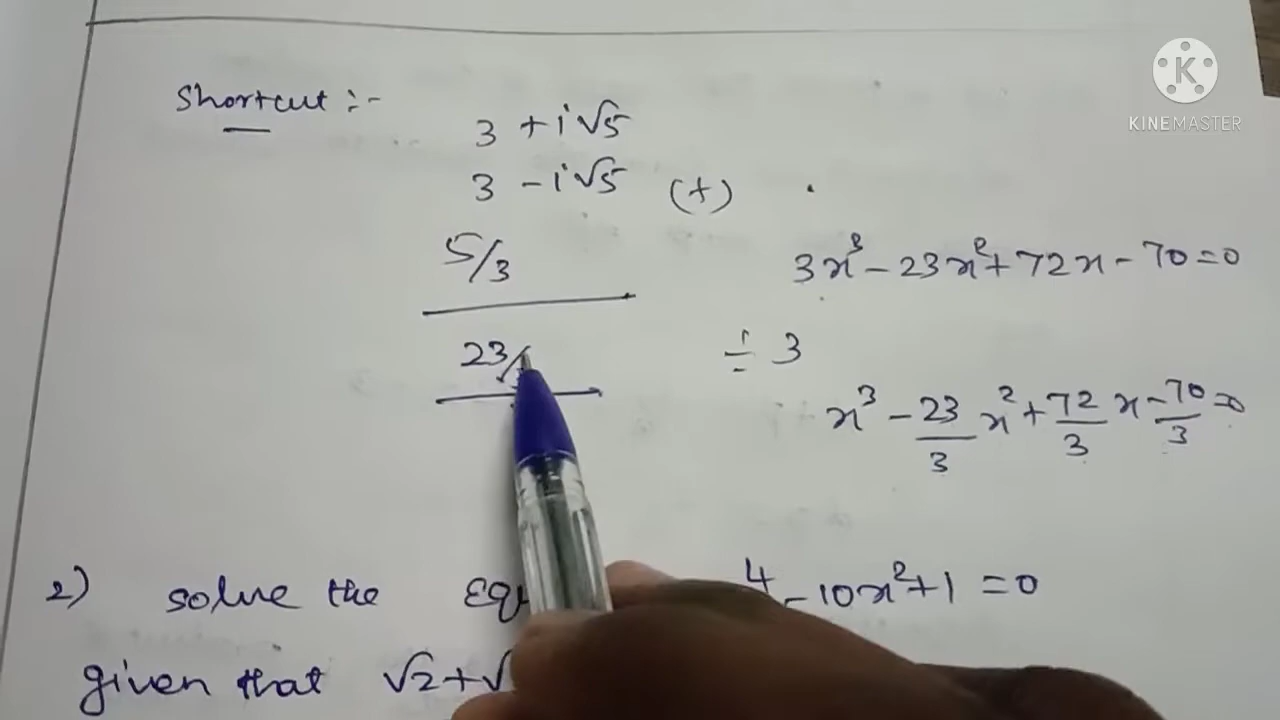 Shortcut :-
3 + i√5
3 - i√5 (+)
5/3
23/
3x³ - 23x² + 72x - 70 = 0
÷ 3
x³ - 23/3 x² + 72/3 x - 70/3 = 0
2) solve the 4 - 10x² + 1 = 0
given that √2 + √
KINEMASTER